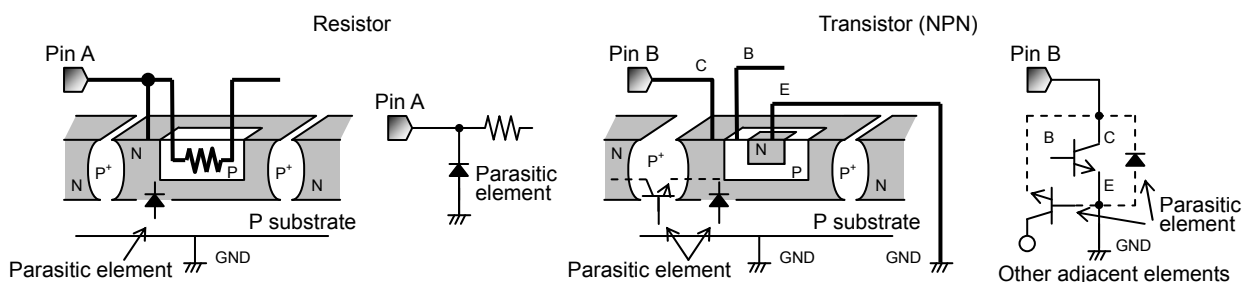 Resistor
Transistor (NPN)
Pin A
Pin B
B
Pin B
C
E
Pin A
B
C
N
N
P+
N
P
P+
N
Parasitic
element
N
P+
N
P
P+
N
E
P substrate
P substrate
Parasitic
element
GND
GND
GND
GND
Parasitic element
Parasitic element
Other adjacent elements